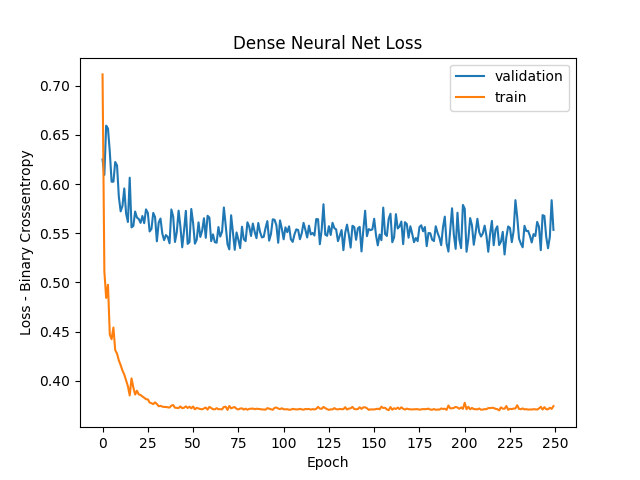 Dense Neural Net Loss
validation
train
Loss - Binary Crossentropy
0.70
0.65
0.60
0.55
0.50
0.45
0.40
0 25 50 75 100 125 150 175 200 225 250
Epoch